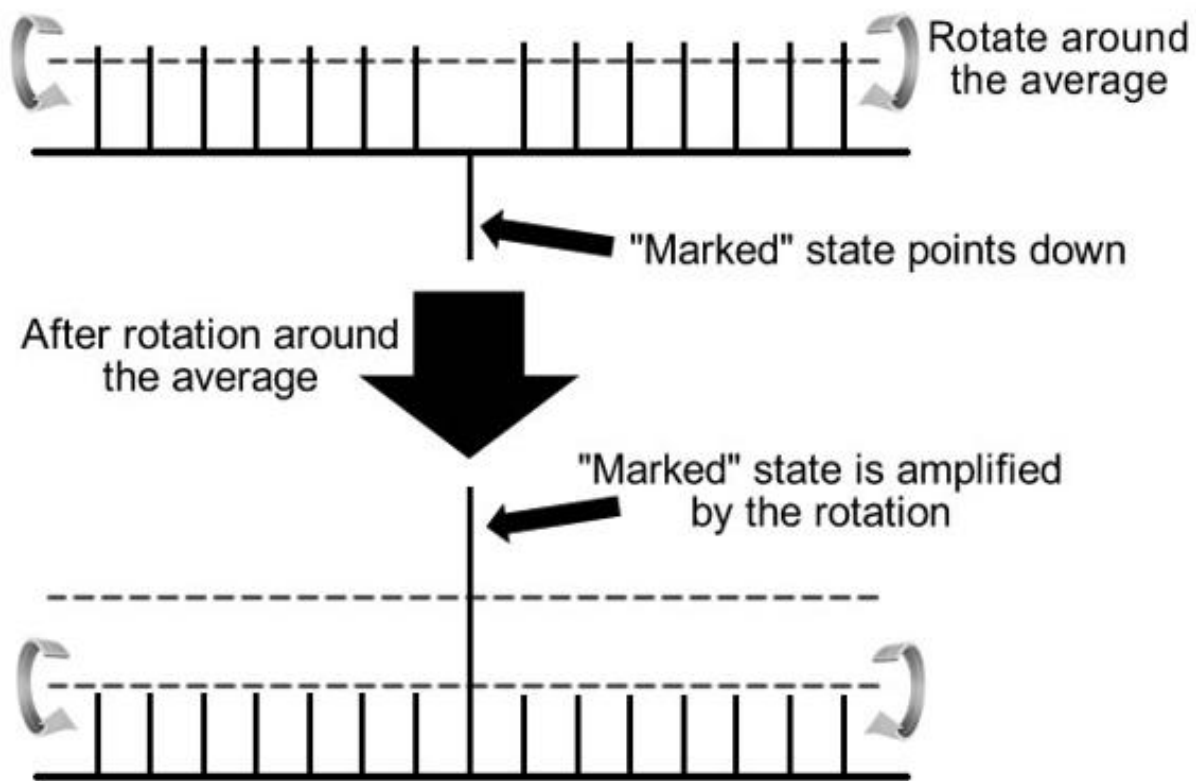 Rotate around
the average
"Marked" state points down
After rotation around
the average
"Marked" state is amplified
by the rotation